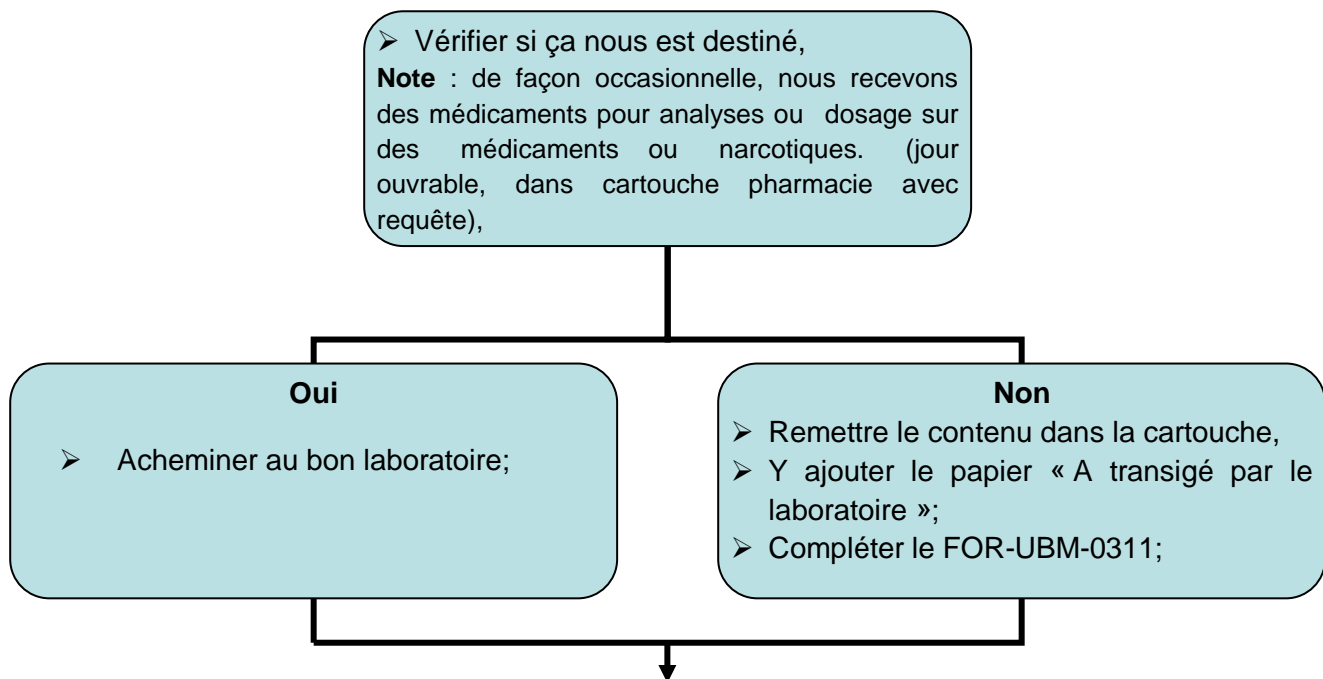 ➢ Vérifier si ça nous est destiné,
Note : de façon occasionnelle, nous recevons
des médicaments pour analyses ou dosage sur
des médicaments ou narcotiques. (jour
ouvrable, dans cartouche pharmacie avec
requête),
Oui
➢ Acheminer au bon laboratoire;
Non
➢ Remettre le contenu dans la cartouche,
➢ Y ajouter le papier « A transigé par le
laboratoire »;
➢ Compléter le FOR-UBM-0311;